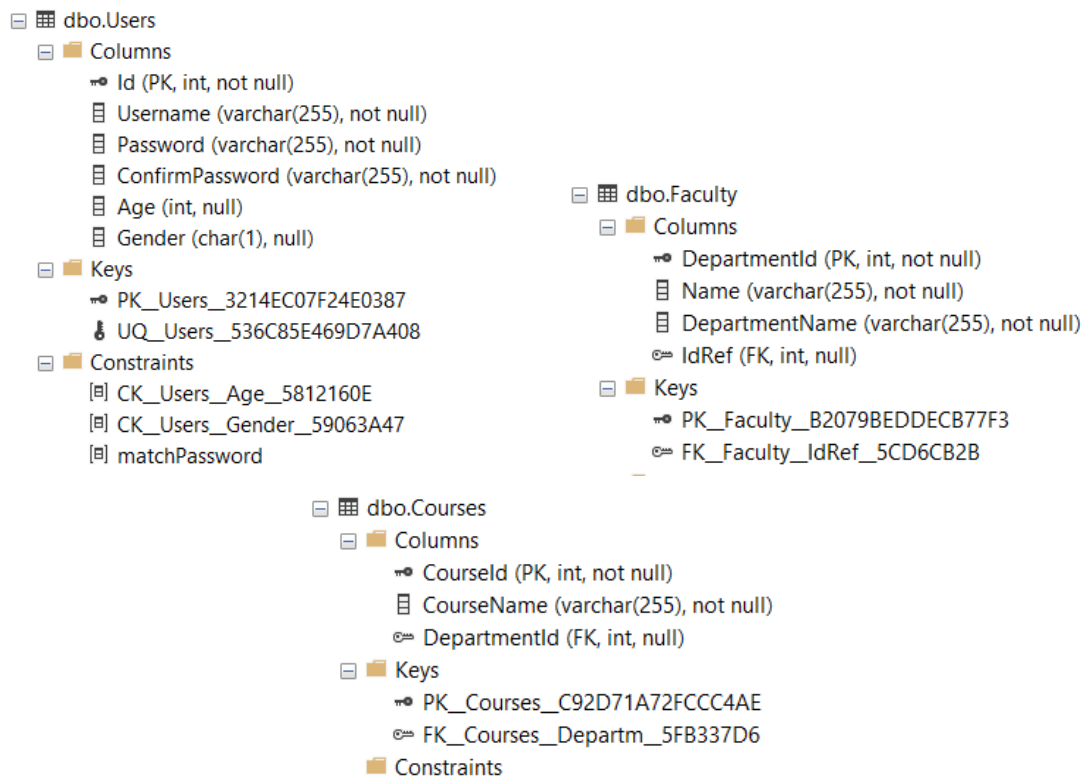 dbo.Users
Columns
Id (PK, int, not null)
Username (varchar(255), not null)
Password (varchar(255), not null)
ConfirmPassword (varchar(255), not null)
Age (int, null)
Gender (char(1), null)
Keys
PK__Users__3214EC07F24E0387
UQ__Users__536C85E469D7A408
Constraints
CK__Users__Age__5812160E
CK__Users__Gender__59063A47
matchPassword
dbo.Faculty
Columns
DepartmentId (PK, int, not null)
Name (varchar(255), not null)
DepartmentName (varchar(255), not null)
IdRef (FK, int, null)
Keys
PK__Faculty__B2079BEDDECB77F3
FK__Faculty__IdRef__5CD6CB2B
dbo.Courses
Columns
CourseId (PK, int, not null)
CourseName (varchar(255), not null)
DepartmentId (FK, int, null)
Keys
PK__Courses__C92D71A72FCCC4AE
FK__Courses__Departm__5FB337D6
Constraints